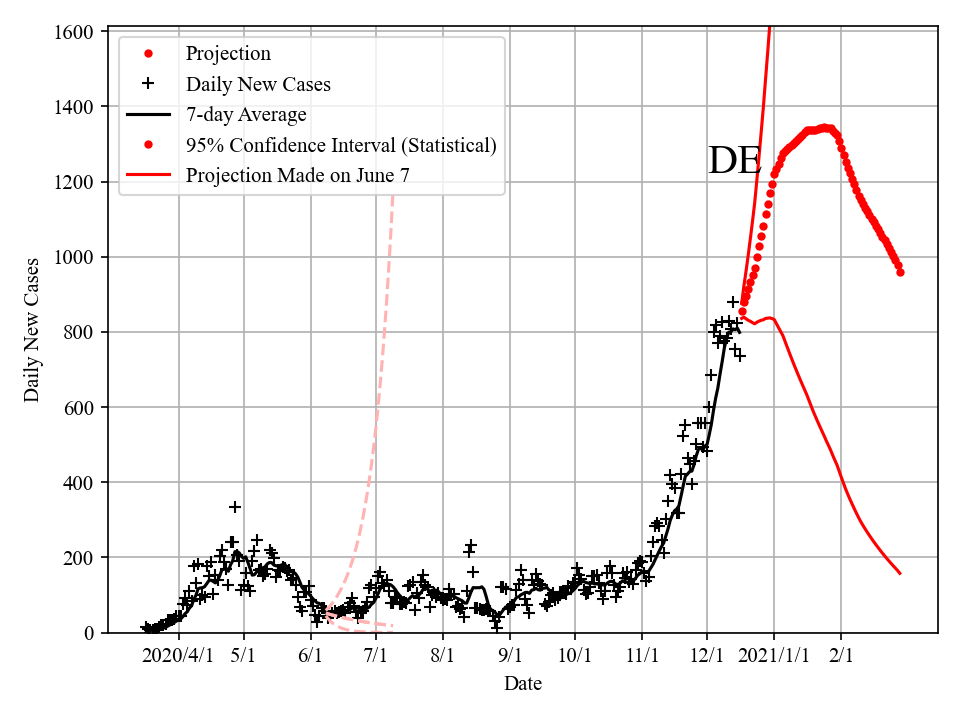 1600
1400
1200
1000
800
600
400
200
0
Daily New Cases
Projection
Daily New Cases
7-day Average
95% Confidence Interval (Statistical)
Projection Made on June 7
DE
2020/4/1 5/1 6/1 7/1 8/1 9/1 10/1 11/1 12/1 2021/1/1 2/1
Date